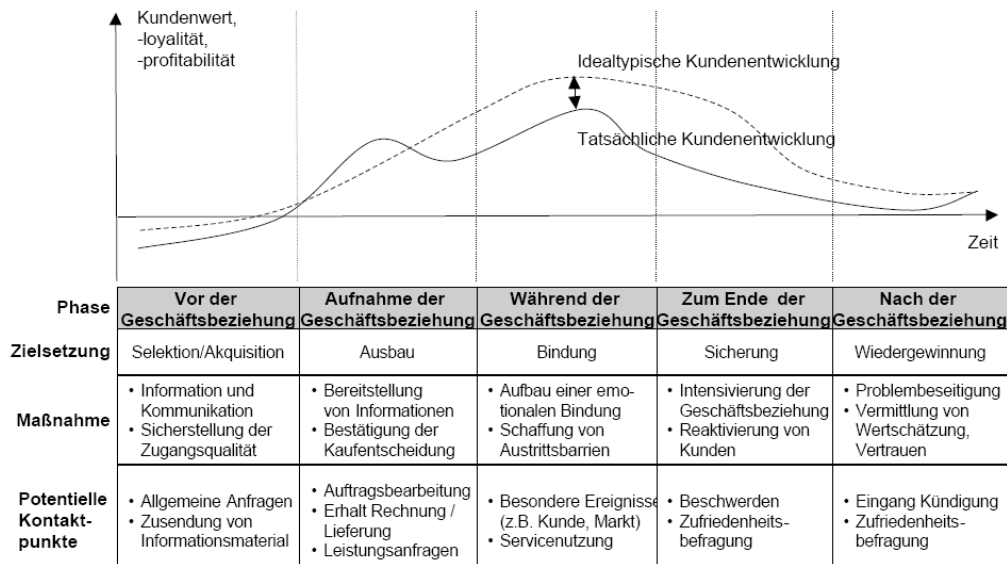 Kundenwert,
-loyalität,
-profitabilität
Idealtypische Kundenentwicklung
Tatsächliche Kundenentwicklung
Zeit
Phase
Vor der
Geschäftsbeziehung
Aufnahme der
Geschäftsbeziehung
Während der
Geschäftsbeziehung
Zum Ende der
Geschäftsbeziehung
Nach der
Geschäftsbeziehung
Zielsetzung
Selektion/Akquisition
Ausbau
Bindung
Sicherung
Wiedergewinnung
Maßnahme
• Information und
Kommunikation
• Sicherstellung der
Zugangsqualität
• Bereitstellung
von Informationen
• Bestätigung der
Kaufentscheidung
• Aufbau einer emo-
tionalen Bindung
• Schaffung von
Austrittsbarrien
• Intensivierung der
Geschäftsbeziehung
• Reaktivierung von
Kunden
• Problembeseitigung
• Vermittlung von
Wertschätzung,
Vertrauen
Potentielle
Kontakt-
punkte
• Allgemeine Anfragen
• Zusendung von
Informationsmaterial
• Auftragsbearbeitung
• Erhalt Rechnung /
Lieferung
• Leistungsanfragen
• Besondere Ereignisse
(z.B. Kunde, Markt)
• Servicenutzung
• Beschwerden
• Zufriedenheits-
befragung
• Eingang Kündigung
• Zufriedenheits-
befragung